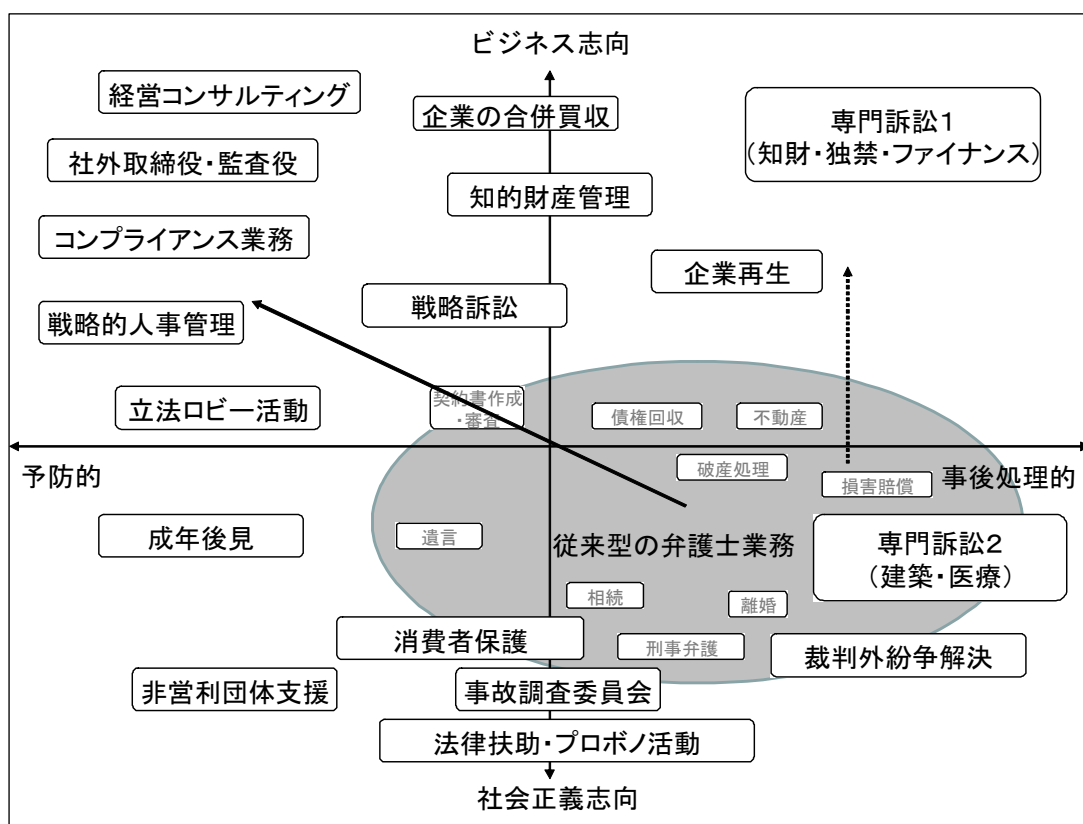 ビジネス志向
経営コンサルティング
企業の合併買収
専門訴訟1
(知財・独禁・ファイナンス)
社外取締役・監査役
知的財産管理
コンプライアンス業務
企業再生
戦略訴訟
戦略的人事管理
立法ロビー活動
契約書作成
・審査
債権回収
不動産
予防的
破産処理
事後処理的
損害賠償
成年後見
遺言
従来型の弁護士業務
専門訴訟2
(建築・医療)
相続
離婚
消費者保護
刑事弁護
裁判外紛争解決
非営利団体支援
事故調査委員会
法律扶助・プロボノ活動
社会正義志向